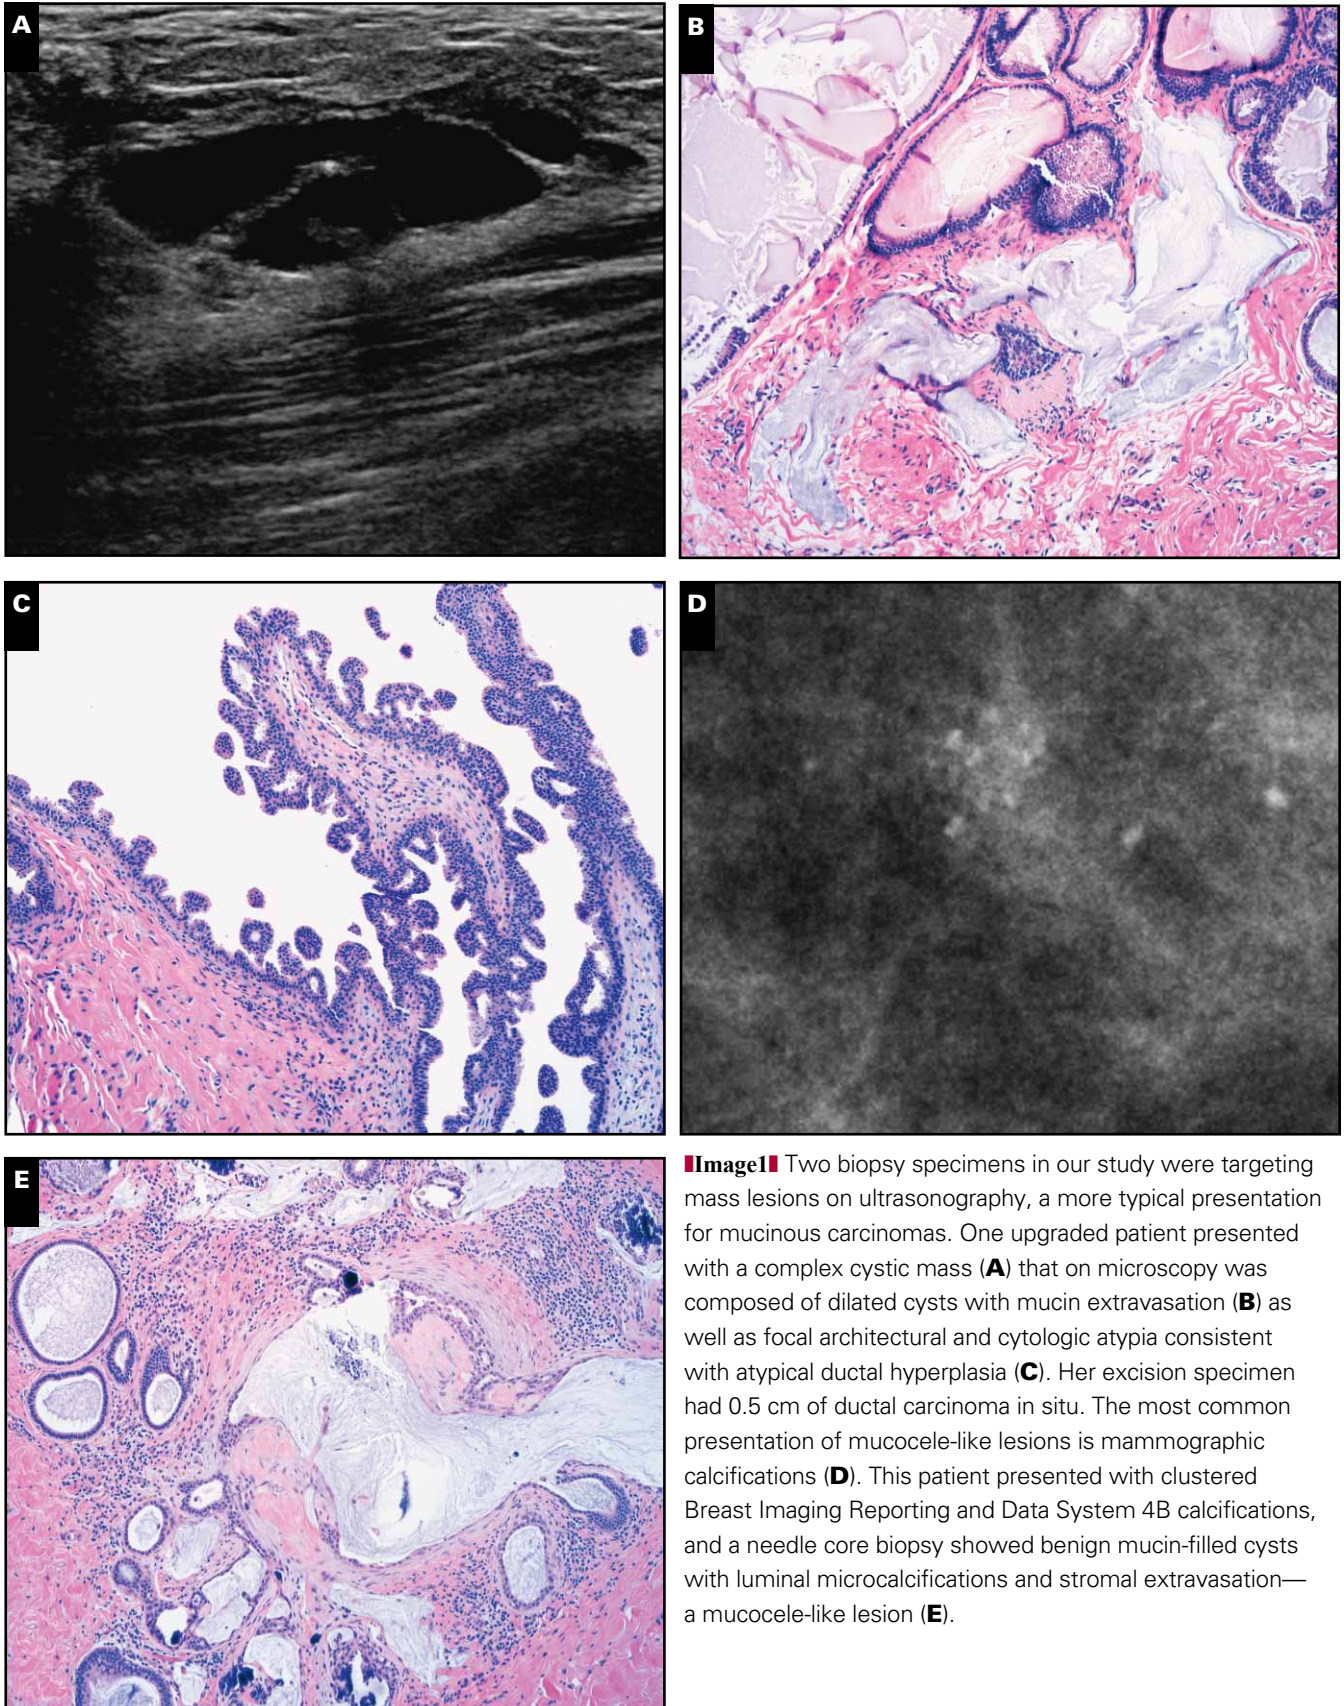 A
B
C
D
E
❚Image1❚ Two biopsy specimens in our study were targeting
mass lesions on ultrasonography, a more typical presentation
for mucinous carcinomas. One upgraded patient presented
with a complex cystic mass (A) that on microscopy was
composed of dilated cysts with mucin extravasation (B) as
well as focal architectural and cytologic atypia consistent
with atypical ductal hyperplasia (C). Her excision specimen
had 0.5 cm of ductal carcinoma in situ. The most common
presentation of mucocele-like lesions is mammographic
calcifications (D). This patient presented with clustered
Breast Imaging Reporting and Data System 4B calcifications,
and a needle core biopsy showed benign mucin-filled cysts
with luminal microcalcifications and stromal extravasation—
a mucocele-like lesion (E).